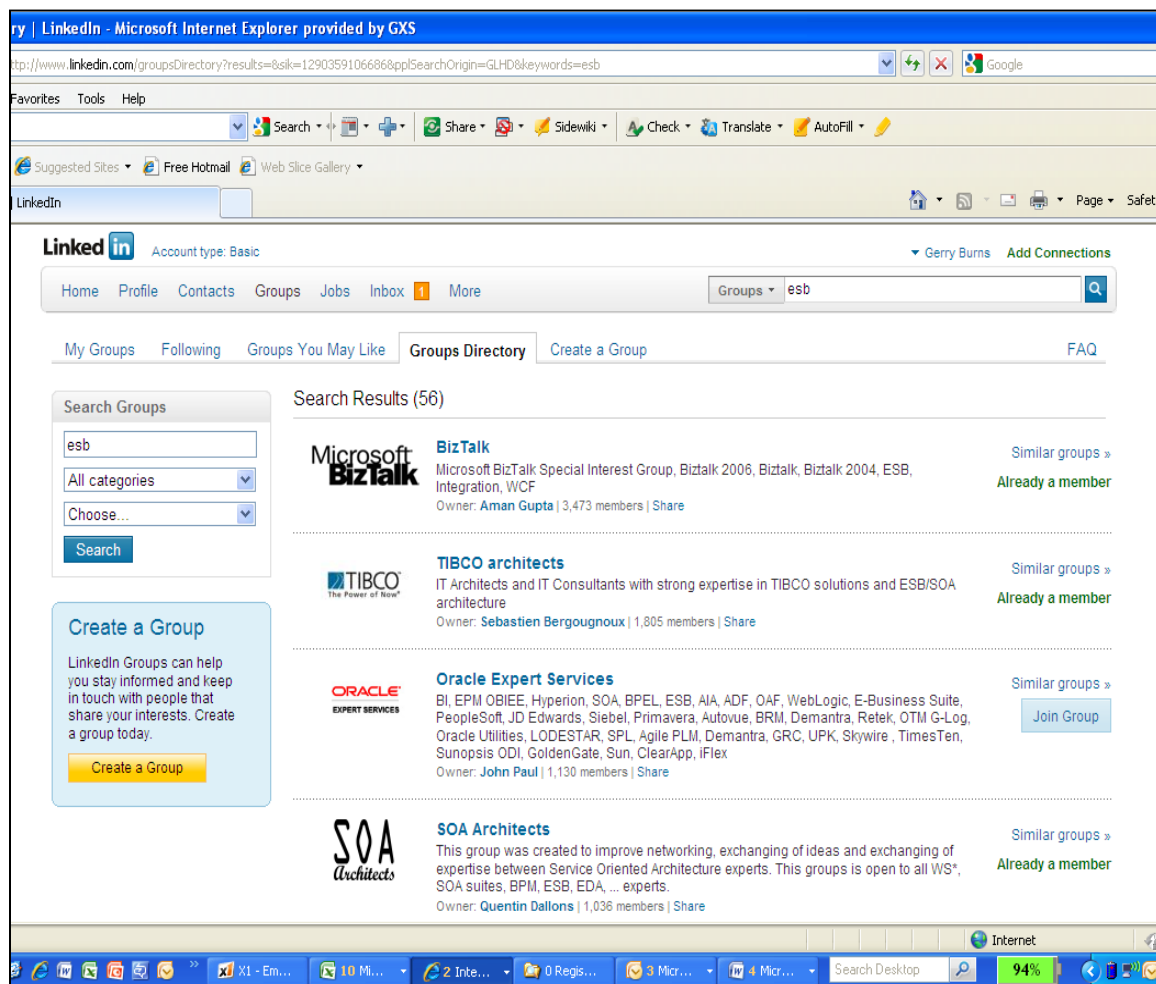 ry | LinkedIn - Microsoft Internet Explorer provided by GXS
ttp://www.linkedin.com/groupsDirectory?results=&sik=1290359106686&pplSearchOrigin=GLHD&keywords=esb
Google
Favorites Tools Help
Search Share Sidewiki Check Translate AutoFill
Suggested Sites Free Hotmail Web Slice Gallery
LinkedIn
Page Safet
Linked in Account type: Basic
Gerry Burns Add Connections
Home Profile Contacts Groups Jobs Inbox 1 More
Groups esb
My Groups Following Groups You May Like Groups Directory Create a Group FAQ
Search Groups
esb
All categories
Choose...
Search
Create a Group
LinkedIn Groups can help
you stay informed and keep
in touch with people that
share your interests. Create
a group today.
Create a Group
Search Results (56)
Microsoft
BizTalk
BizTalk
Microsoft BizTalk Special Interest Group, Biztalk 2006, Biztalk, Biztalk 2004, ESB,
Integration, WCF
Owner: Aman Gupta | 3,473 members | Share
Similar groups »
Already a member
TIBCO
The Power of Now®
TIBCO architects
IT Architects and IT Consultants with strong expertise in TIBCO solutions and ESB/SOA
architecture
Owner: Sebastien Bergougnoux | 1,805 members | Share
Similar groups »
Already a member
ORACLE
EXPERT SERVICES
Oracle Expert Services
BI, EPM OBIEE, Hyperion, SOA, BPEL, ESB, AIA, ADF, OAF, WebLogic, E-Business Suite,
PeopleSoft, JD Edwards, Siebel, Primavera, Autovue, BRM, Demantra, Retek, OTM G-Log,
Oracle Utilities, LODESTAR, SPL, Agile PLM, Demantra, GRC, UPK, Skywire , TimesTen,
Sunopsis ODI, GoldenGate, Sun, ClearApp, iFlex
Owner: John Paul | 1,130 members | Share
Similar groups »
Join Group
SOA
Architects
SOA Architects
This group was created to improve networking, exchanging of ideas and exchanging of
expertise between Service Oriented Architecture experts. This groups is open to all WS*,
SOA suites, BPM, ESB, EDA, ... experts.
Owner: Quentin Dallons | 1,036 members | Share
Similar groups »
Already a member
Internet
X1 - Em... 10 Mi... 2 Inte... 0 Regis... 3 Micr... 4 Micr... Search Desktop 94%